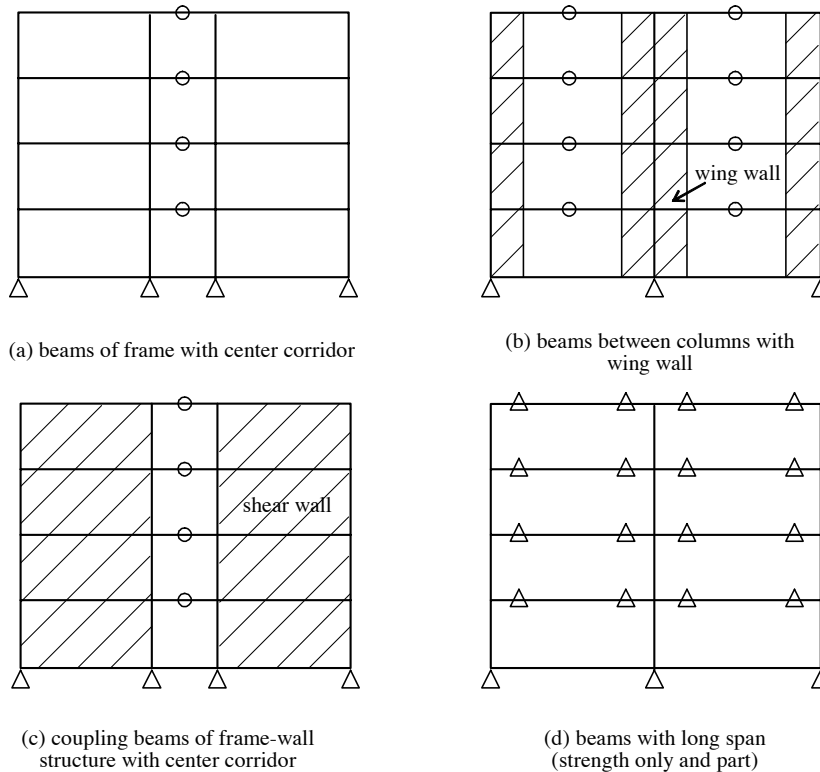 wing wall
(a) beams of frame with center corridor
(b) beams between columns with
wing wall
shear wall
(c) coupling beams of frame-wall
structure with center corridor
(d) beams with long span
(strength only and part)